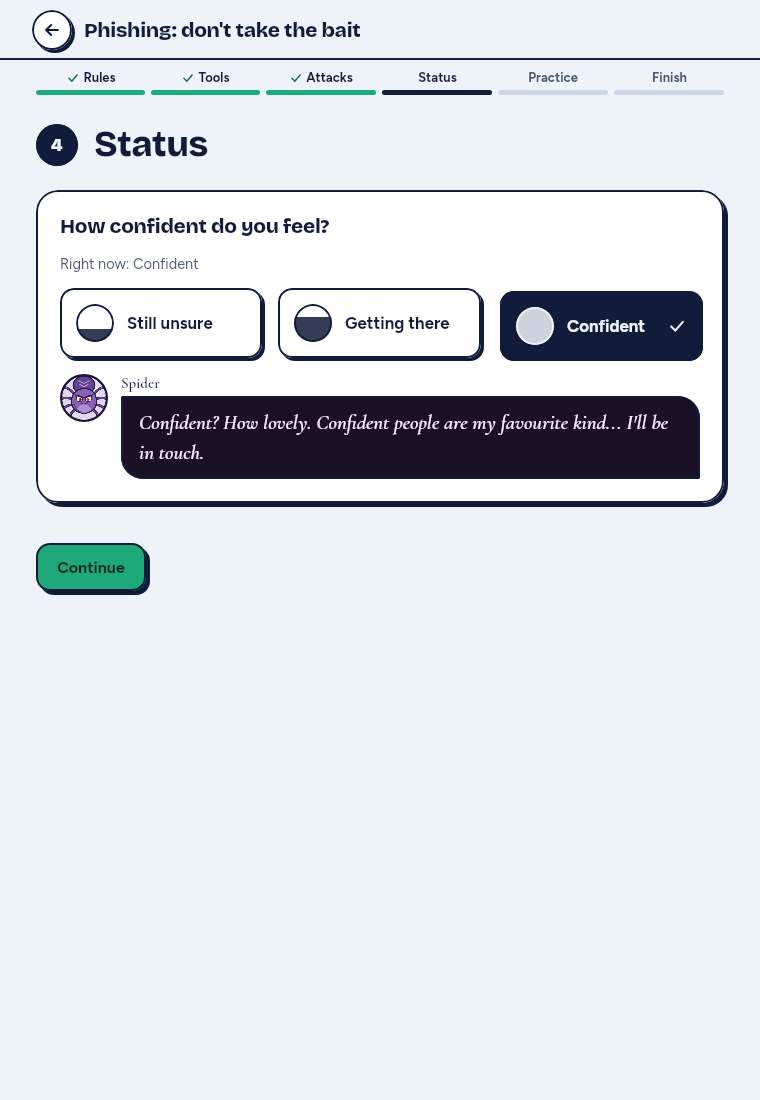 Phishing: don't take the bait
Rules
Tools
Attacks
Status
Practice
Finish
4
Status
How confident do you feel?
Right now: Confident
Still unsure
Getting there
Confident
Spider
Confident? How lovely. Confident people are my favourite kind... I'll be
in touch.
Continue